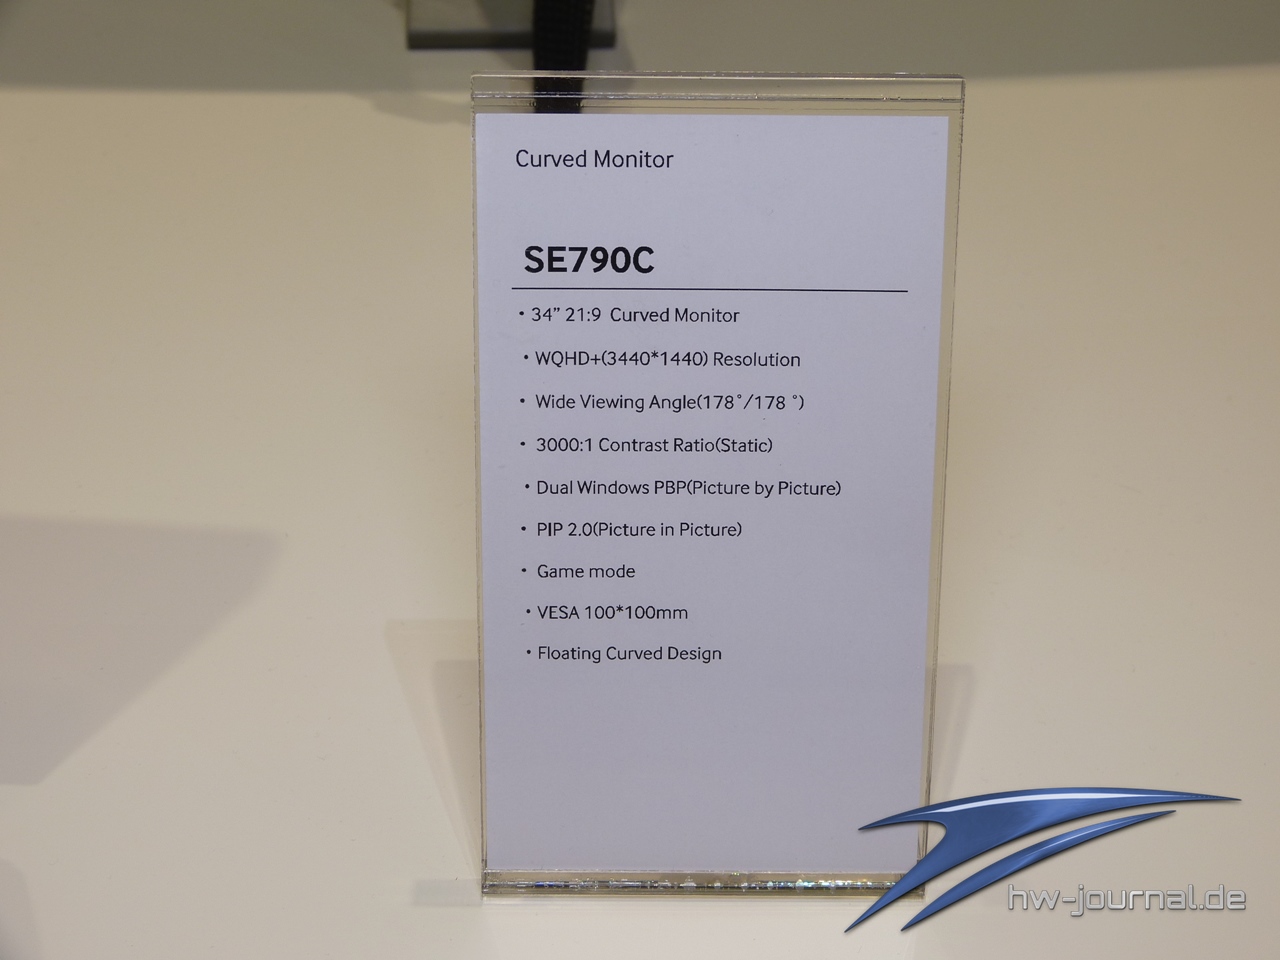 Curved Monitor
SE790C
• 34” 21:9 Curved Monitor
• WQHD+(3440*1440) Resolution
• Wide Viewing Angle(178˚/178 ˚)
• 3000:1 Contrast Ratio(Static)
• Dual Windows PBP(Picture by Picture)
• PIP 2.0(Picture in Picture)
• Game mode
• VESA 100*100mm
• Floating Curved Design
hw-journal.de